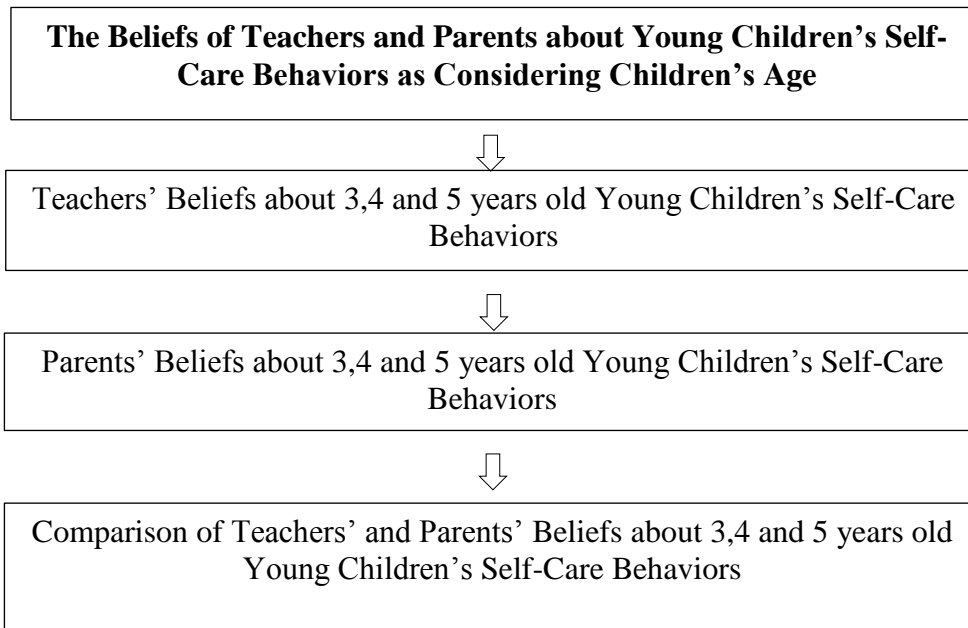 The Beliefs of Teachers and Parents about Young Children’s Self-
Care Behaviors as Considering Children’s Age
Teachers’ Beliefs about 3,4 and 5 years old Young Children’s Self-Care
Behaviors
Parents’ Beliefs about 3,4 and 5 years old Young Children’s Self-Care
Behaviors
Comparison of Teachers’ and Parents’ Beliefs about 3,4 and 5 years old
Young Children’s Self-Care Behaviors